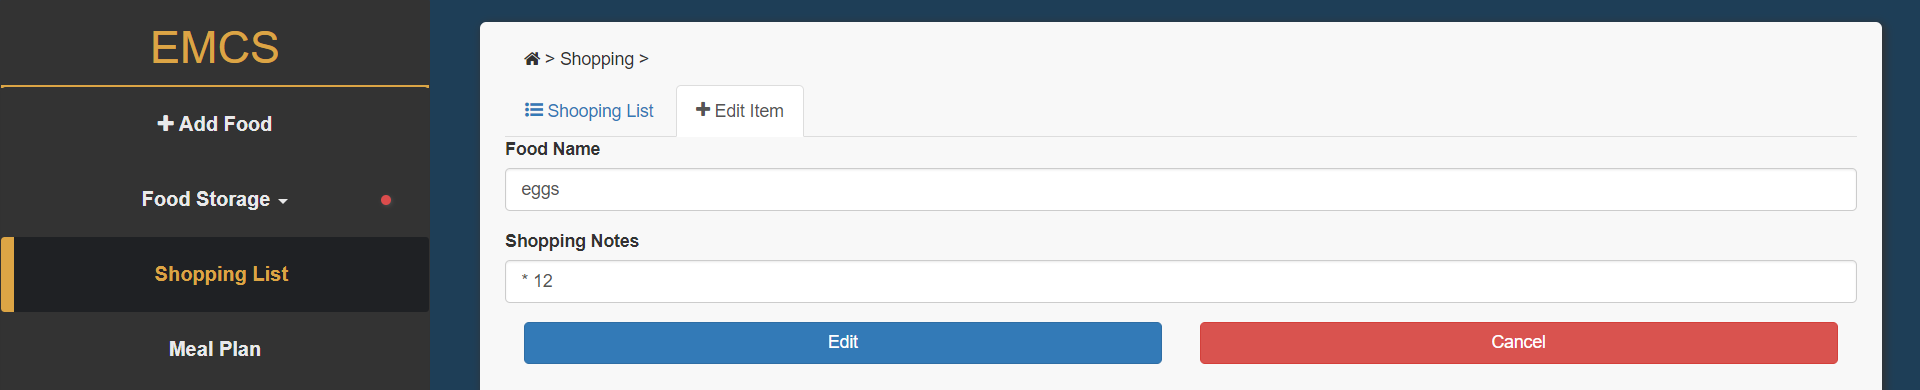 EMCS
Add Food
Food Storage
Shopping List
Meal Plan
> Shopping >
Shooping List
Edit Item
Food Name
eggs
Shopping Notes
* 12
Edit
Cancel